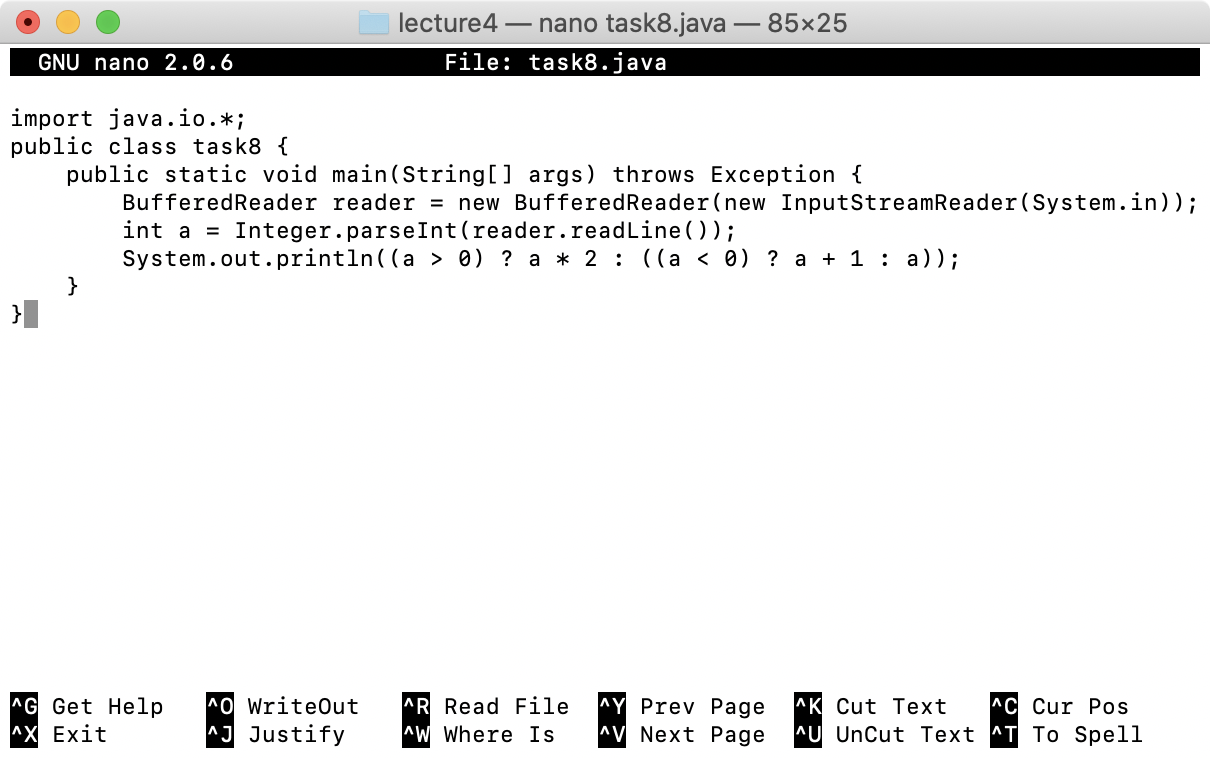 lecture4 — nano task8.java — 85×25
GNU nano 2.0.6 File: task8.java
import java.io.*;
public class task8 {
    public static void main(String[] args) throws Exception {
        BufferedReader reader = new BufferedReader(new InputStreamReader(System.in));
        int a = Integer.parseInt(reader.readLine());
        System.out.println((a > 0) ? a * 2 : ((a < 0) ? a + 1 : a));
    }
}
^G Get Help ^O WriteOut ^R Read File ^Y Prev Page ^K Cut Text ^C Cur Pos
^X Exit ^J Justify ^W Where Is ^V Next Page ^U UnCut Text ^T To Spell